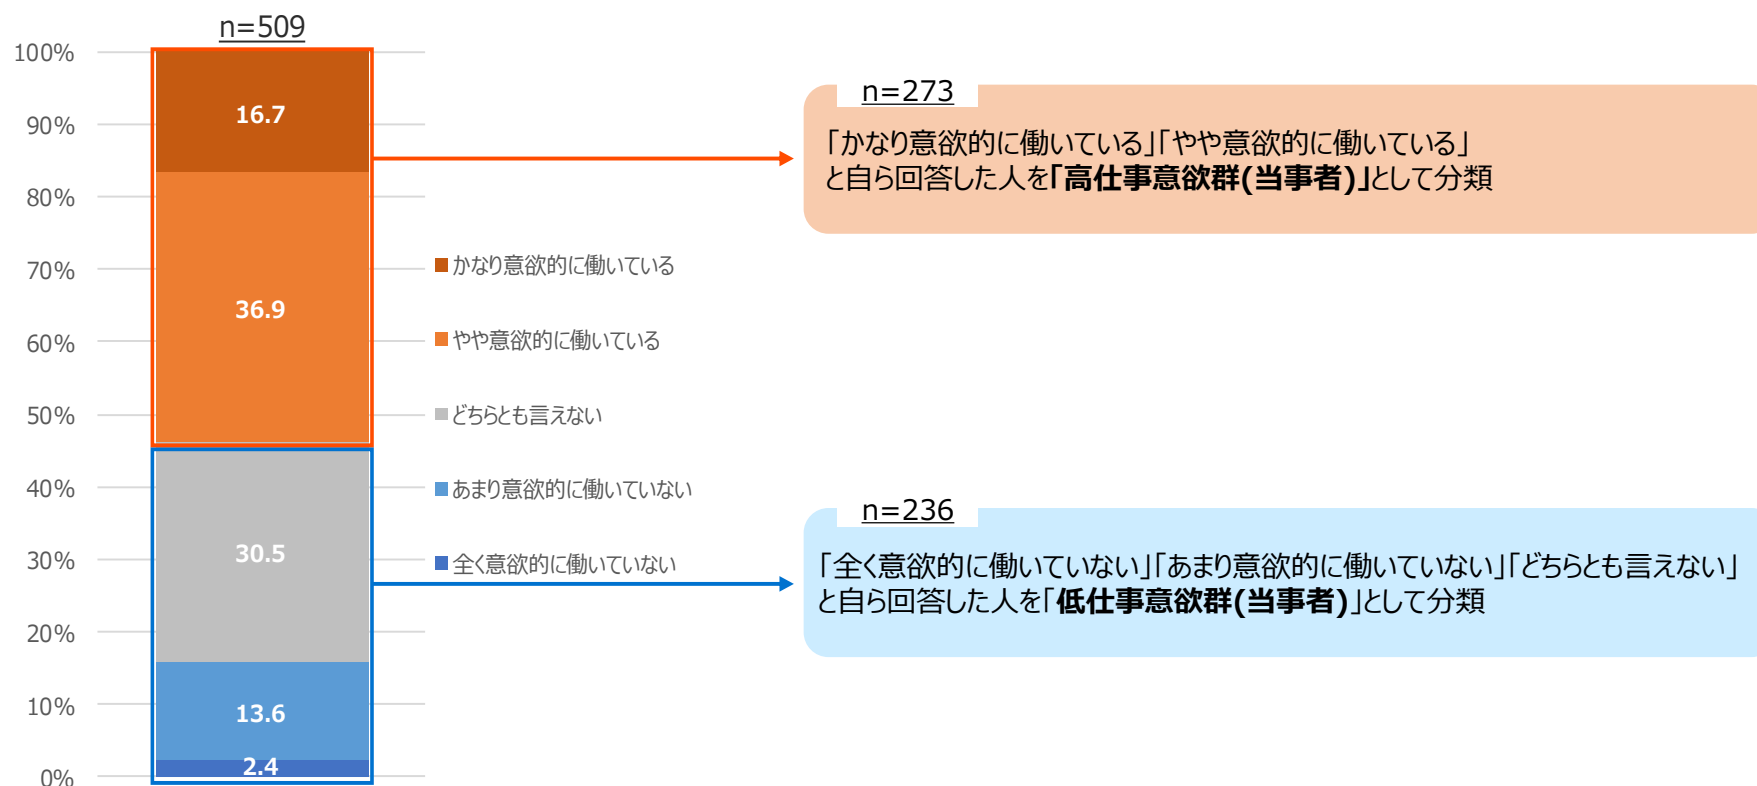 n=509
100%
90%
80%
70%
60%
50%
40%
30%
20%
10%
0%
16.7
36.9
30.5
13.6
2.4
かなり意欲的に働いている
やや意欲的に働いている
どちらとも言えない
あまり意欲的に働いていない
全く意欲的に働いていない
n=273
「かなり意欲的に働いている」「やや意欲的に働いている」
と自ら回答した人を「高仕事意欲群(当事者)」として分類
n=236
「全く意欲的に働いていない」「あまり意欲的に働いていない」「どちらとも言えない」
と自ら回答した人を「低仕事意欲群(当事者)」として分類